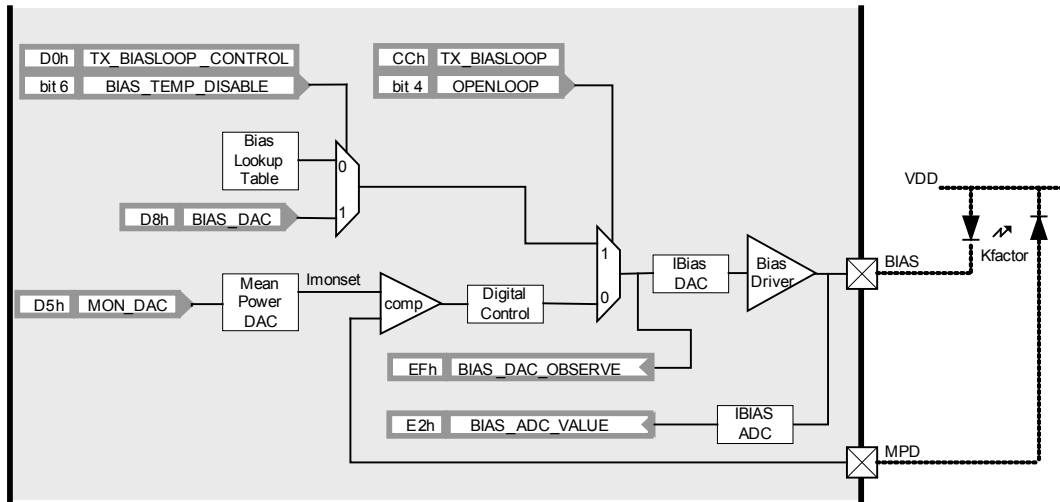 D0h TX_BIASLOOP_CONTROL
bit 6 BIAS_TEMP_DISABLE
CCh TX_BIASLOOP
bit 4 OPENLOOP
Bias
Lookup
Table
0
1
D8h BIAS_DAC
VDD
Kfactor
BIAS
1
0
IBias
DAC
Bias
Driver
D5h MON_DAC
Mean
Power
DAC
Imonset
comp
Digital
Control
EFh BIAS_DAC_OBSERVE
E2h BIAS_ADC_VALUE
IBIAS
ADC
MPD